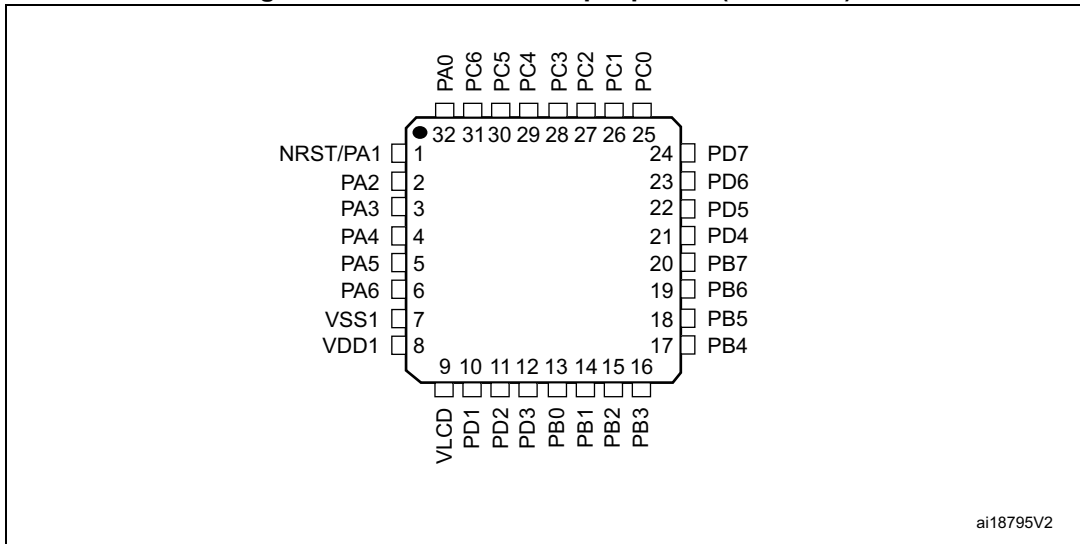 PA0 PC6 PC5 PC4 PC3 PC2 PC1 PC0
32 31 30 29 28 27 26 25
NRST/PA1 1 24 PD7
PA2 2 23 PD6
PA3 3 22 PD5
PA4 4 21 PD4
PA5 5 20 PB7
PA6 6 19 PB6
VSS1 7 18 PB5
VDD1 8 17 PB4
9 10 11 12 13 14 15 16
VLCD PD1 PD2 PD3 PB0 PB1 PB2 PB3
ai18795V2